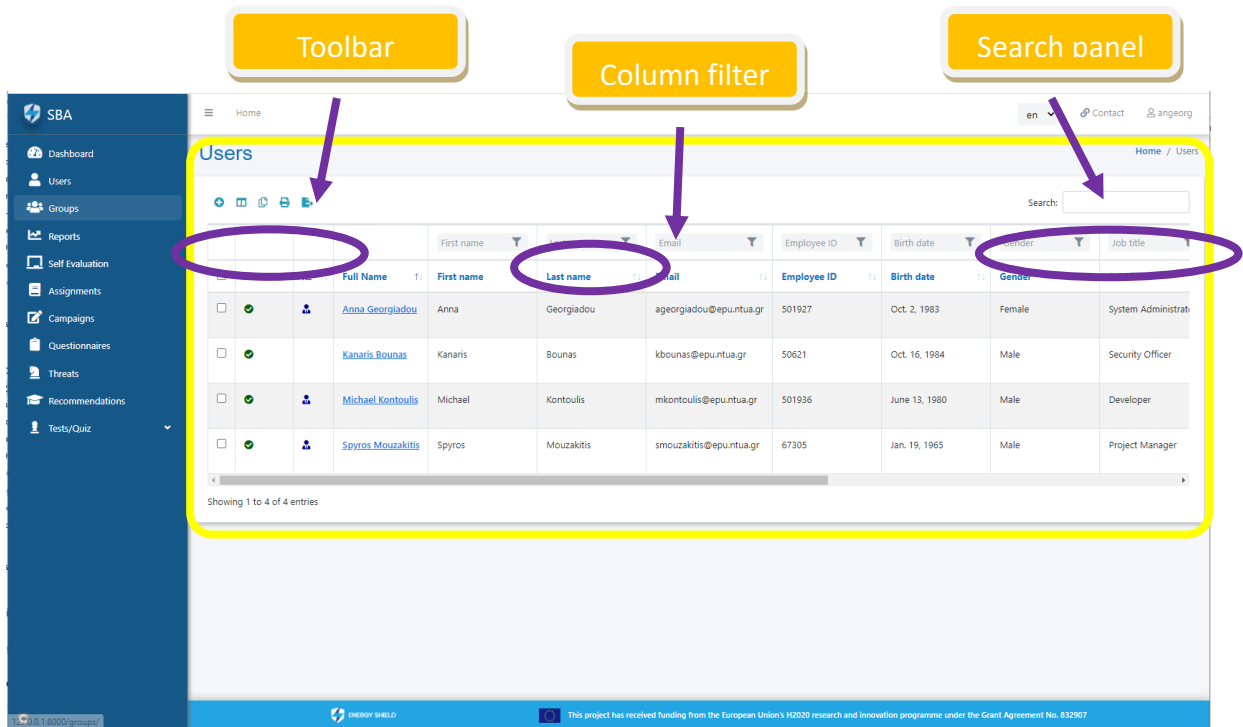 Toolbar
Column filter
Search panel
SBA
Home
en
Contact
angeorg
Dashboard
Users
Groups
Reports
Self Evaluation
Assignments
Campaigns
Questionnaires
Threats
Recommendations
Tests/Quiz
Users
Home / Users
Search:
First name Email Employee ID Birth date Gender Job title
Full Name First name Last name Email Employee ID Birth date Gender
Anna Georgiadou Anna Georgiadou ageorgiadou@epu.ntua.gr 501927 Oct. 2, 1983 Female System Administrat
Kanaris Bounas Kanaris Bounas kbounas@epu.ntua.gr 50621 Oct. 16, 1984 Male Security Officer
Michael Kontoulis Michael Kontoulis mkontoulis@epu.ntua.gr 501936 June 13, 1980 Male Developer
Spyros Mouzakitis Spyros Mouzakitis smouzakitis@epu.ntua.gr 67305 Jan. 19, 1965 Male Project Manager
Showing 1 to 4 of 4 entries
ENERGY SHIELD
This project has received funding from the European Union's H2020 research and innovation programme under the Grant Agreement No. 832907